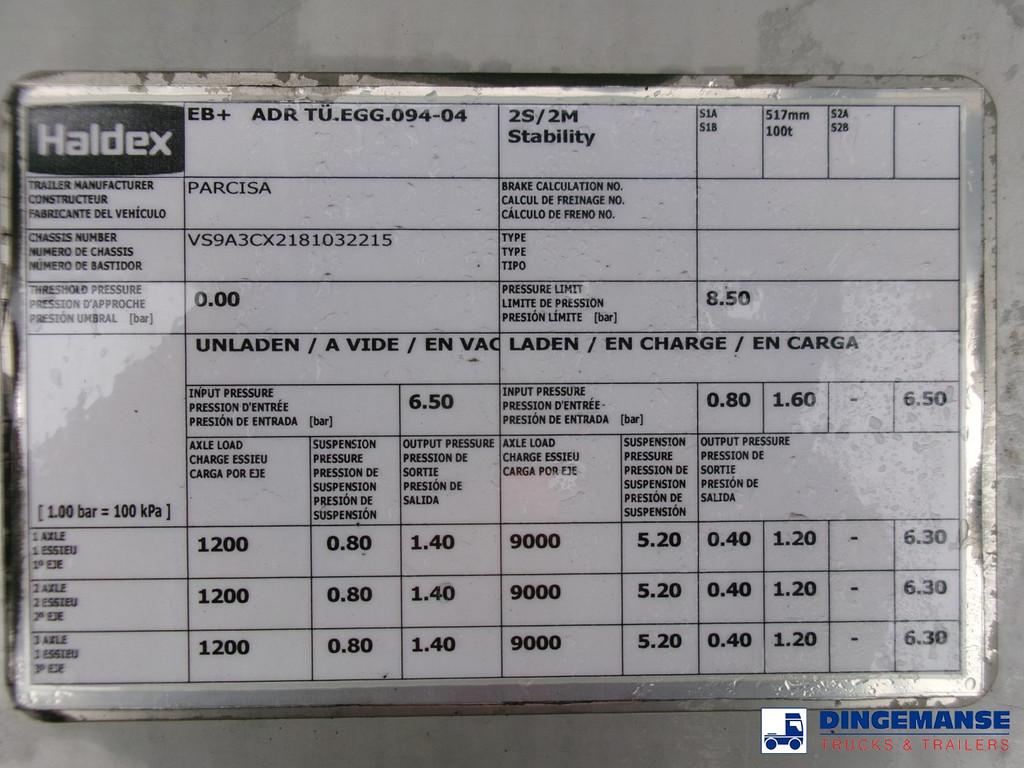 Haldex
EB+ ADR TÜ.EGG.094-04
2S/2M
Stability
S1A
S1B
517mm
100t
S2A
S2B
TRAILER MANUFACTURER
CONSTRUCTEUR
FABRICANTE DEL VEHÍCULO
PARCISA
BRAKE CALCULATION NO.
CALCUL DE FREINAGE NO.
CÁLCULO DE FRENO NO.
CHASSIS NUMBER
NUMERO DE CHASSIS
NÚMERO DE BASTIDOR
VS9A3CX2181032215
TYPE
TYPE
TIPO
THRESHOLD PRESSURE
PRESSION D'APPROCHE
PRESIÓN UMBRAL [bar]
0.00
PRESSURE LIMIT
LIMITE DE PRESSION
PRESIÓN LÍMITE [bar]
8.50
UNLADEN / A VIDE / EN VAC
LADEN / EN CHARGE / EN CARGA
INPUT PRESSURE
PRESSION D'ENTRÉE
PRESIÓN DE ENTRADA [bar]
6.50
INPUT PRESSURE
PRESSION D'ENTRÉE
PRESIÓN DE ENTRADA [bar]
0.80 1.60 - 6.50
[ 1.00 bar = 100 kPa ]
AXLE LOAD
CHARGE ESSIEU
CARGA POR EJE
SUSPENSION
PRESSURE
PRESSION DE
SUSPENSION
PRESIÓN DE
SUSPENSIÓN
OUTPUT PRESSURE
PRESSION DE
SORTIE
PRESIÓN DE
SALIDA
AXLE LOAD
CHARGE ESSIEU
CARGA POR EJE
SUSPENSION
PRESSURE
PRESSION DE
SUSPENSION
PRESIÓN DE
SUSPENSIÓN
OUTPUT PRESSURE
PRESSION DE
SORTIE
PRESIÓN DE
SALIDA
1 AXLE
1 ESSIEU
1º EJE
1200 0.80 1.40 9000 5.20 0.40 1.20 - 6.30
2 AXLE
2 ESSIEU
2º EJE
1200 0.80 1.40 9000 5.20 0.40 1.20 - 6.30
3 AXLE
3 ESSIEU
3º EJE
1200 0.80 1.40 9000 5.20 0.40 1.20 - 6.30
DINGEMANSE
TRUCKS & TRAILERS